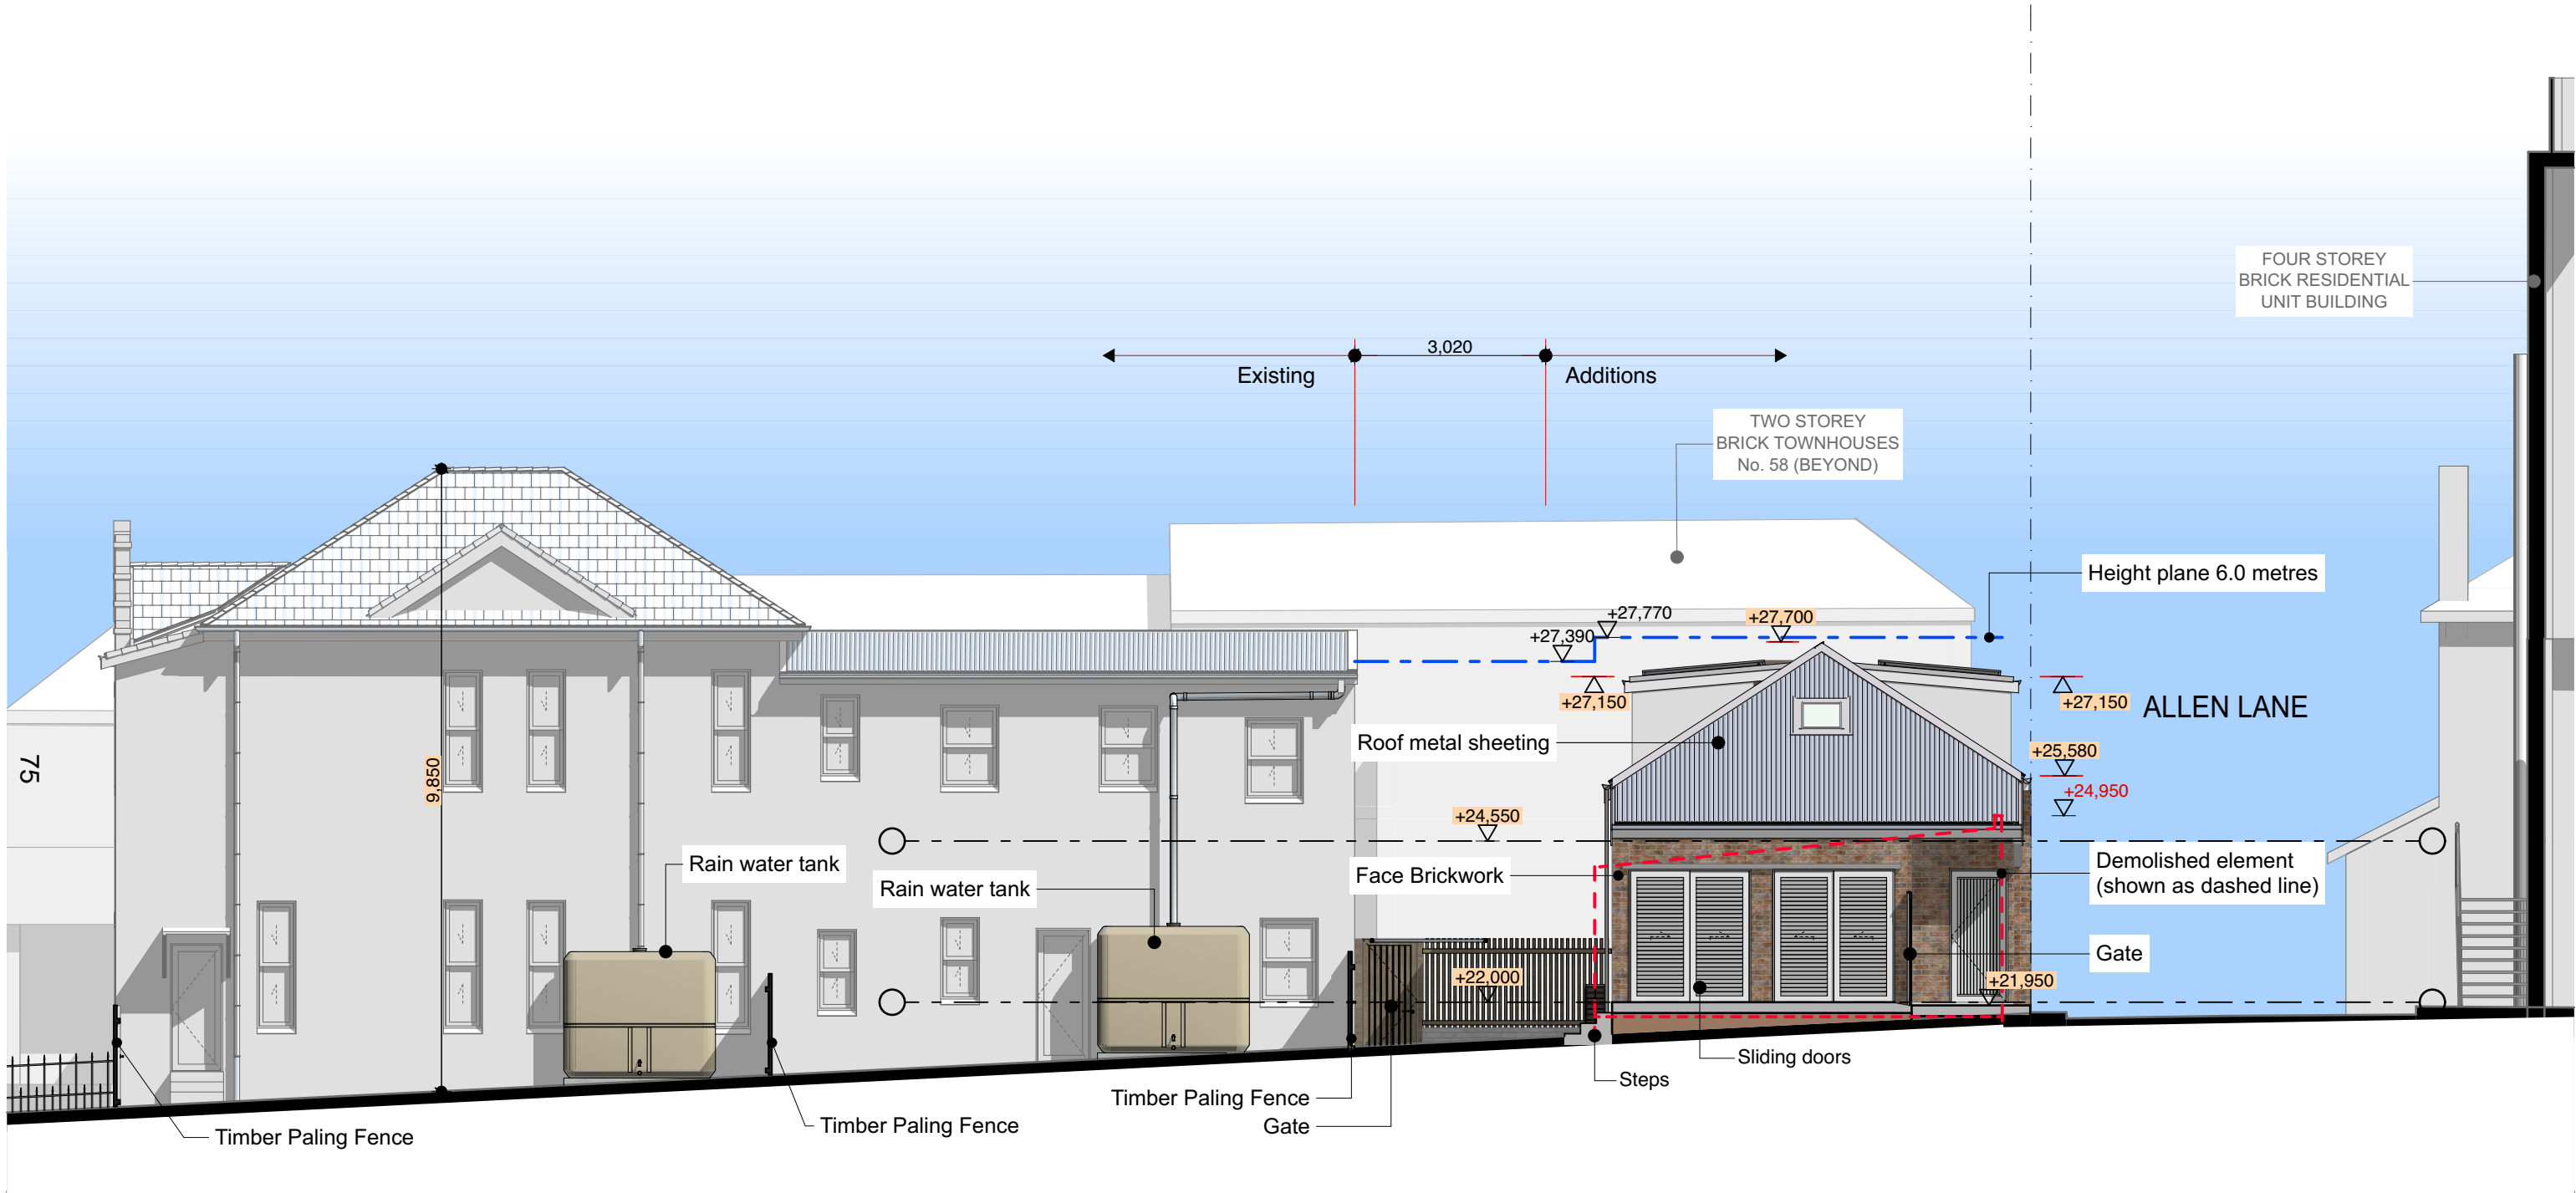 FOUR STOREY
BRICK RESIDENTIAL
UNIT BUILDING
3,020
Existing
Additions
TWO STOREY
BRICK TOWNHOUSES
No. 58 (BEYOND)
Height plane 6.0 metres
+27,770
+27,700
+27,390
+27,150
+27,150
ALLEN LANE
Roof metal sheeting
+25,580
+24,950
75
9,850
+24,550
Rain water tank
Rain water tank
Face Brickwork
Demolished element
(shown as dashed line)
Gate
+22,000
+21,950
Sliding doors
Steps
Timber Paling Fence
Gate
Timber Paling Fence
Timber Paling Fence